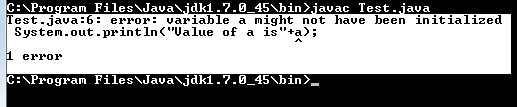 C:\Program Files\Java\jdk1.7.0_45\bin>javac Test.java
Test.java:6: error: variable a might not have been initialized
System.out.println("Value of a is"+a);
^
1 error
C:\Program Files\Java\jdk1.7.0_45\bin>_